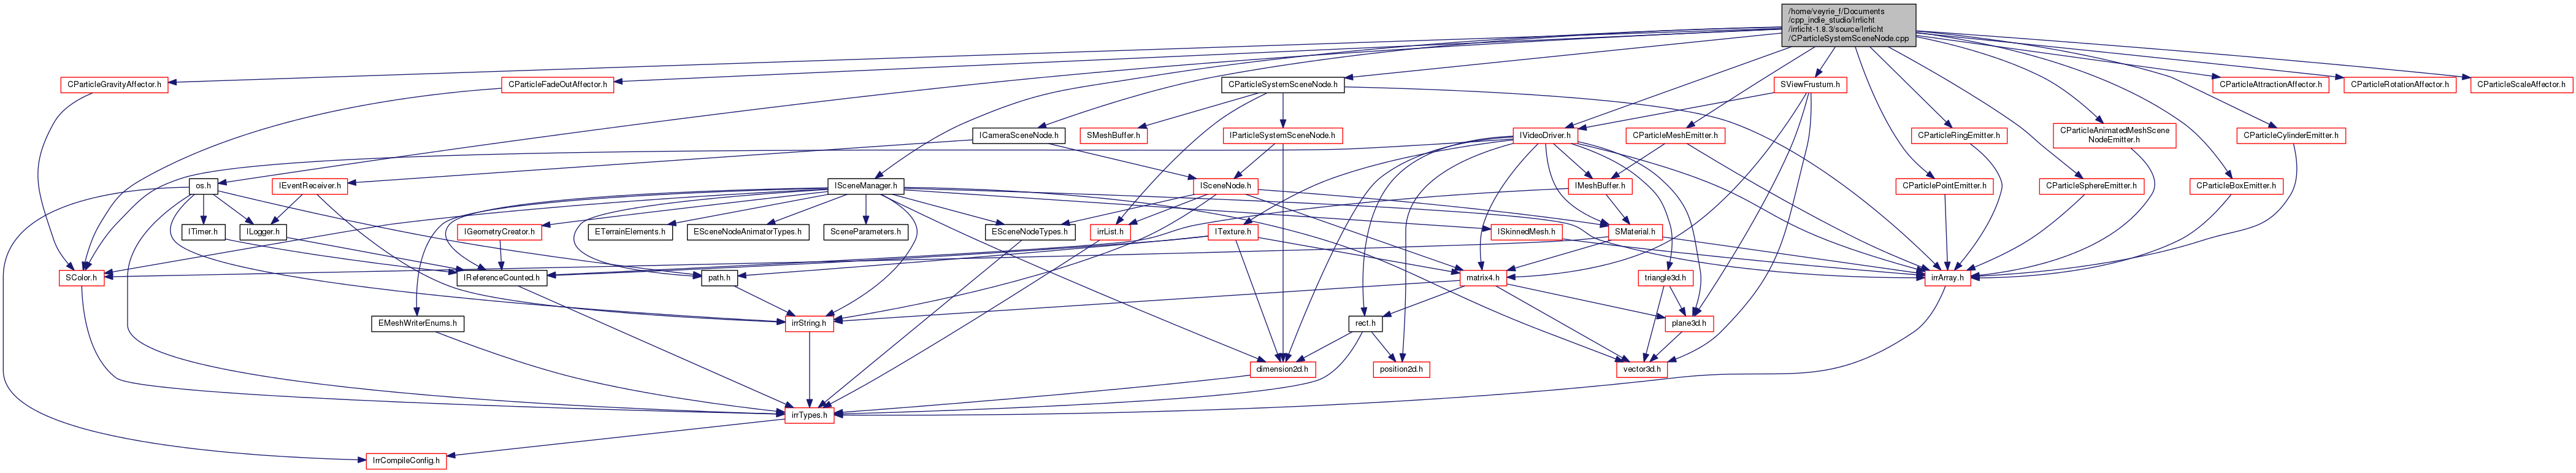 /home/veyrie_f/Documents
/cpp_indie_studio/Irrlicht
/irrlicht-1.8.3/source/Irrlicht
/CParticleSystemSceneNode.cpp
CParticleGravityAffector.h
CParticleFadeOutAffector.h
CParticleSystemSceneNode.h
SViewFrustum.h
CParticleAttractionAffector.h
CParticleRotationAffector.h
CParticleScaleAffector.h
ICameraSceneNode.h
SMeshBuffer.h
IParticleSystemSceneNode.h
IVideoDriver.h
CParticleMeshEmitter.h
CParticleRingEmitter.h
CParticleAnimatedMeshScene
NodeEmitter.h
CParticleCylinderEmitter.h
os.h
IEventReceiver.h
ISceneManager.h
ISceneNode.h
IMeshBuffer.h
CParticlePointEmitter.h
CParticleSphereEmitter.h
CParticleBoxEmitter.h
ITimer.h
ILogger.h
IGeometryCreator.h
ETerrainElements.h
ESceneNodeAnimatorTypes.h
SceneParameters.h
ESceneNodeTypes.h
irrList.h
ITexture.h
ISkinnedMesh.h
SMaterial.h
SColor.h
IReferenceCounted.h
path.h
matrix4.h
triangle3d.h
irrArray.h
EMeshWriterEnums.h
irrString.h
rect.h
plane3d.h
dimension2d.h
position2d.h
vector3d.h
irrTypes.h
IrrCompileConfig.h